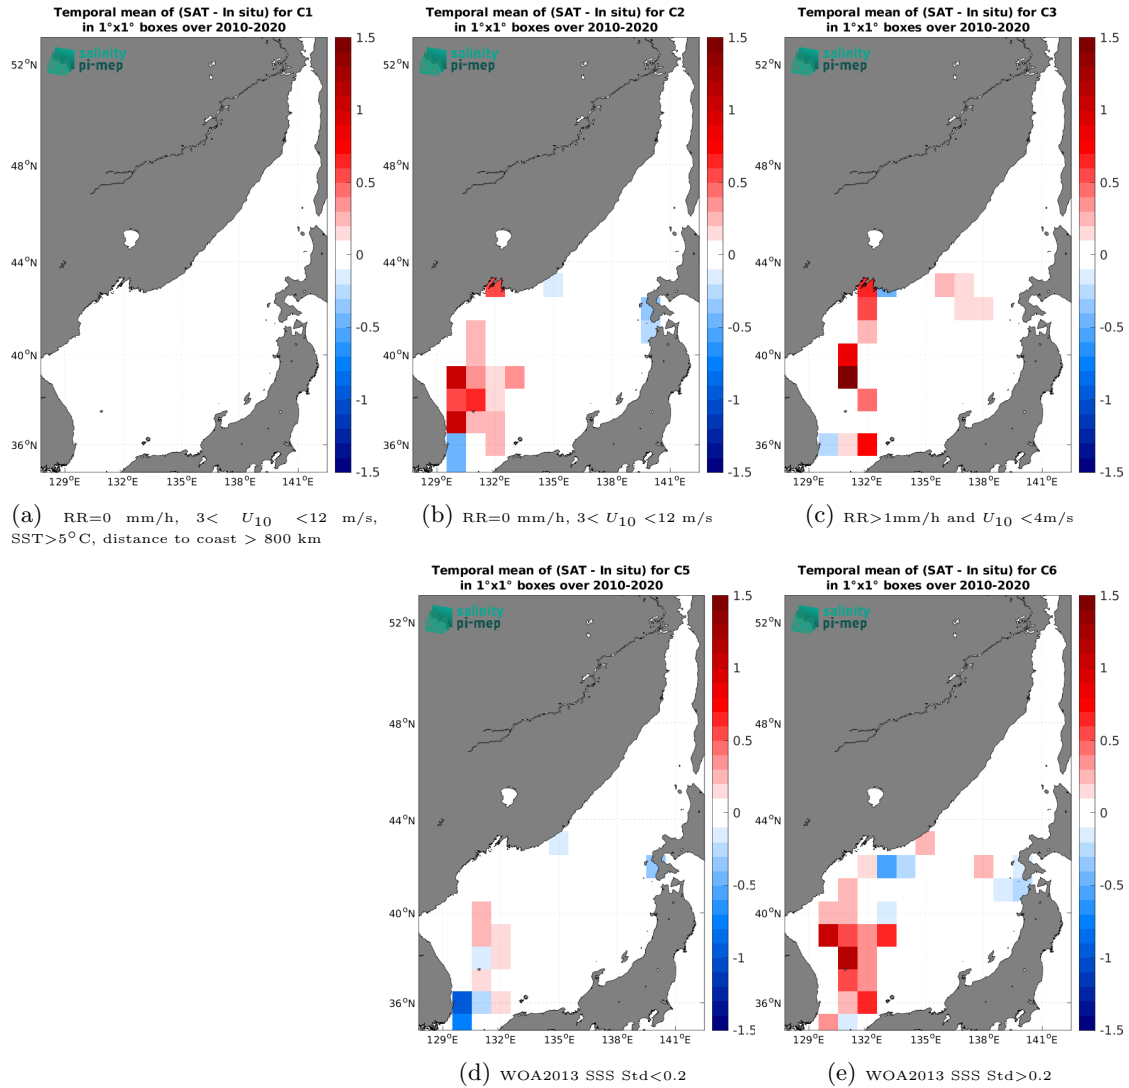 Temporal mean of (SAT - In situ) for C1
in 1°x1° boxes over 2010-2020
salinity
pi-mep
52°N
48°N
44°N
40°N
36°N
129°E 132°E 135°E 138°E 141°E
1.5
1
0.5
0
-0.5
-1
-1.5
(a) RR=0 mm/h, 3< U10 <12 m/s,
SST>5°C, distance to coast > 800 km
Temporal mean of (SAT - In situ) for C2
in 1°x1° boxes over 2010-2020
salinity
pi-mep
52°N
48°N
44°N
40°N
36°N
129°E 132°E 135°E 138°E 141°E
1.5
1
0.5
0
-0.5
-1
-1.5
(b) RR=0 mm/h, 3< U10 <12 m/s
Temporal mean of (SAT - In situ) for C3
in 1°x1° boxes over 2010-2020
salinity
pi-mep
52°N
48°N
44°N
40°N
36°N
129°E 132°E 135°E 138°E 141°E
1.5
1
0.5
0
-0.5
-1
-1.5
(c) RR>1mm/h and U10 <4m/s
Temporal mean of (SAT - In situ) for C5
in 1°x1° boxes over 2010-2020
salinity
pi-mep
52°N
48°N
44°N
40°N
36°N
129°E 132°E 135°E 138°E 141°E
1.5
1
0.5
0
-0.5
-1
-1.5
(d) WOA2013 SSS Std<0.2
Temporal mean of (SAT - In situ) for C6
in 1°x1° boxes over 2010-2020
salinity
pi-mep
52°N
48°N
44°N
40°N
36°N
129°E 132°E 135°E 138°E 141°E
1.5
1
0.5
0
-0.5
-1
-1.5
(e) WOA2013 SSS Std>0.2